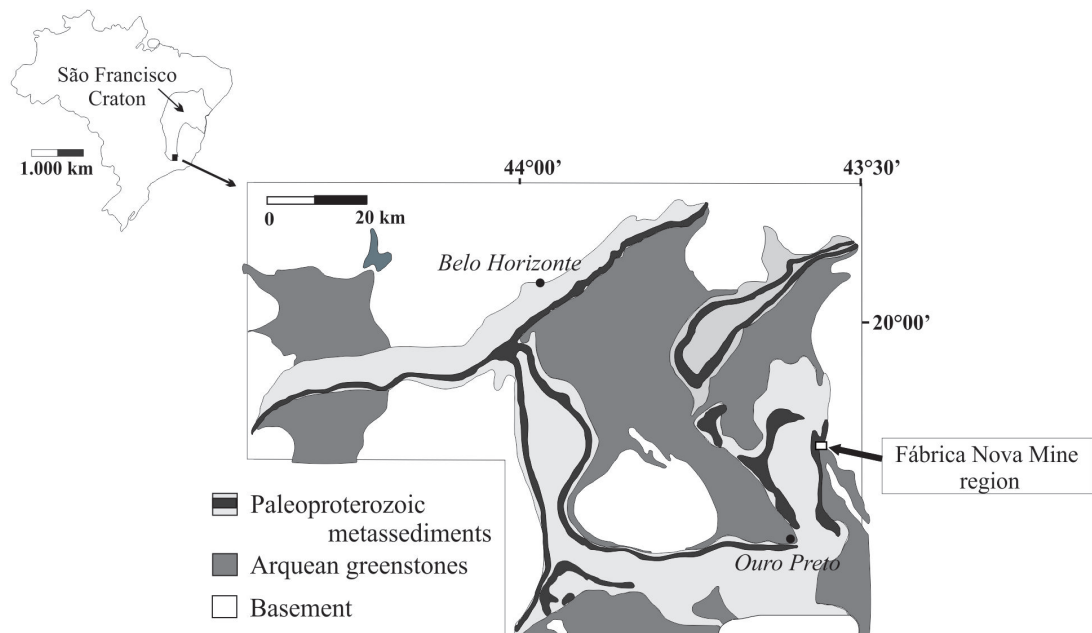 São Francisco
Craton
1.000 km
44°00’
43°30’
0
20 km
Belo Horizonte
20°00’
Fábrica Nova Mine
region
Paleoproterozoic
metassediments
Ouro Preto
Arquean greenstones
Basement